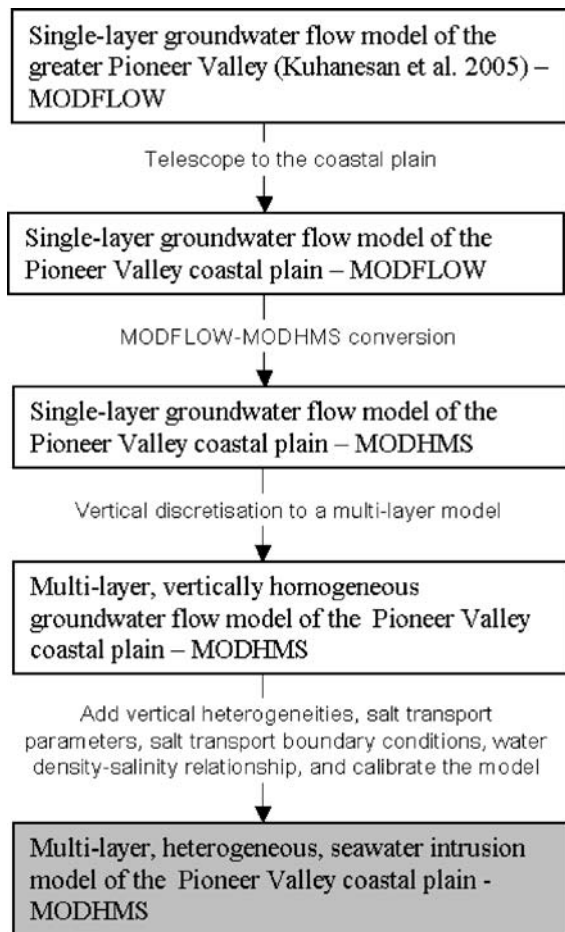 Single-layer groundwater flow model of the
greater Pioneer Valley (Kuhanesan et al. 2005) –
MODFLOW
Telescope to the coastal plain
Single-layer groundwater flow model of the
Pioneer Valley coastal plain – MODFLOW
MODFLOW-MODHMS conversion
Single-layer groundwater flow model of the
Pioneer Valley coastal plain – MODHMS
Vertical discretisation to a multi-layer model
Multi-layer, vertically homogeneous
groundwater flow model of the Pioneer Valley
coastal plain – MODHMS
Add vertical heterogeneities, salt transport
parameters, salt transport boundary conditions, water
density-salinity relationship, and calibrate the model
Multi-layer, heterogeneous, seawater intrusion
model of the Pioneer Valley coastal plain -
MODHMS